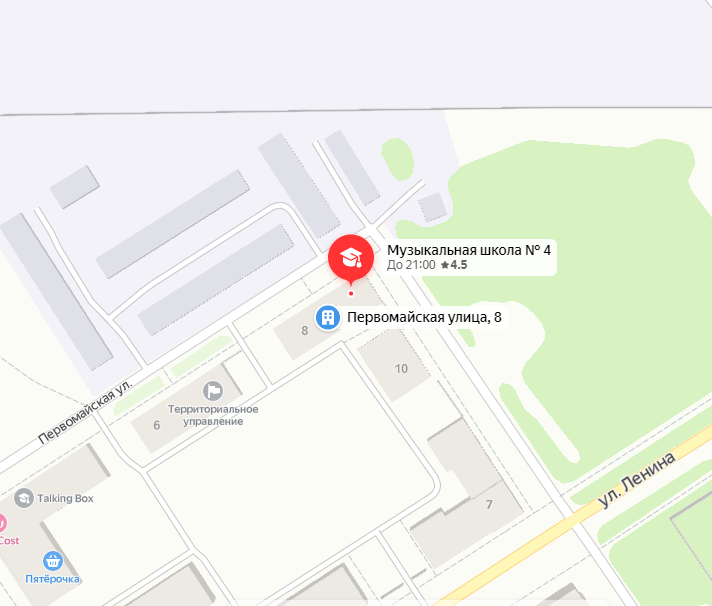 Музыкальная школа № 4
До 21:00 ★4.5
Первомайская улица, 8
8
10
Первомайская ул.
Территориальное
управление
6
ул. Ленина
Talking Box
7
Cost
Пятёрочка